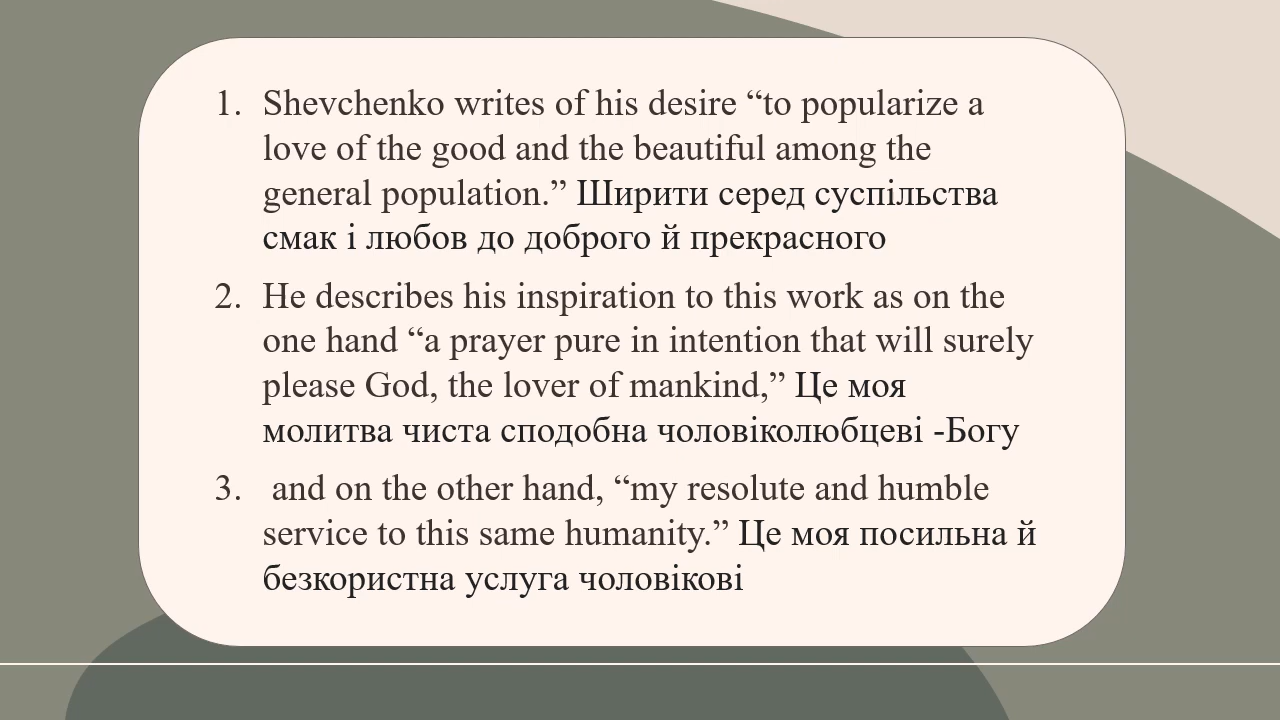 1. Shevchenko writes of his desire “to popularize a
love of the good and the beautiful among the
general population.” Ширити серед суспільства
смак і любов до доброго й прекрасного
2. He describes his inspiration to this work as on the
one hand “a prayer pure in intention that will surely
please God, the lover of mankind,” Це моя
молитва чиста сподобна чоловіколюбцеві -Богу
3. and on the other hand, “my resolute and humble
service to this same humanity.” Це моя посильна й
безкористна услуга чоловікові